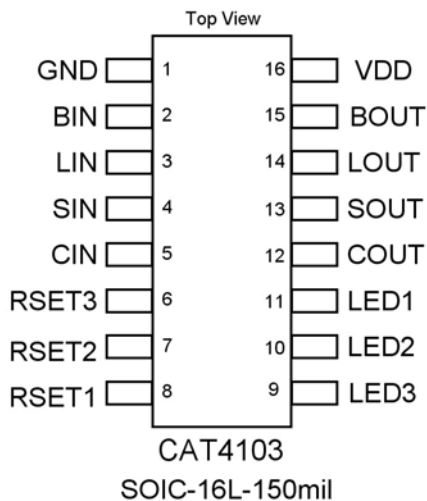 Top View
GND 1 16 VDD
BIN 2 15 BOUT
LIN 3 14 LOUT
SIN 4 13 SOUT
CIN 5 12 COUT
RSET3 6 11 LED1
RSET2 7 10 LED2
RSET1 8 9 LED3
CAT4103
SOIC-16L-150mil